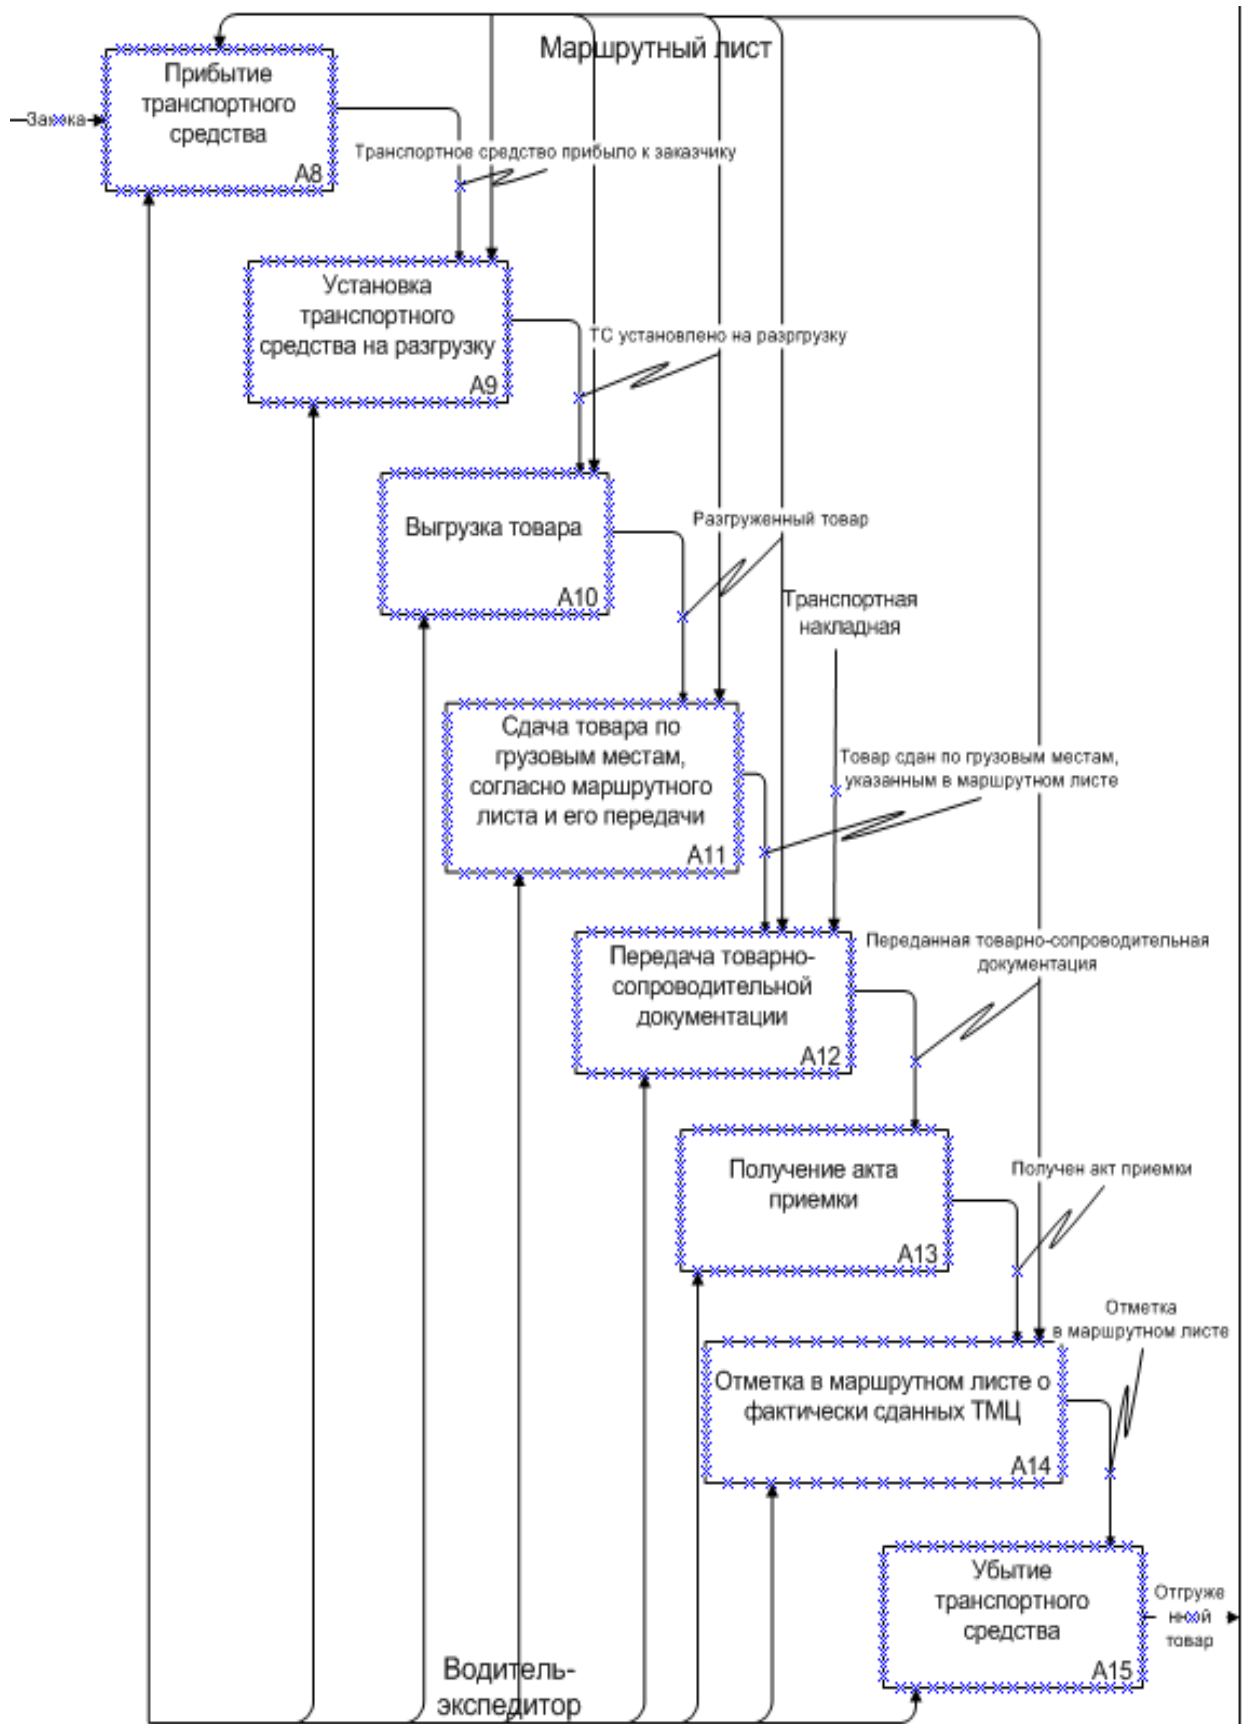 Маршрутный лист
Прибытие
транспортного
средства
A8
Транспортное средство прибыло к заказчику
Установка
транспортного
средства на разгрузку
A9
ТС установлено на разргрузку
Выгрузка товара
A10
Разгруженный товар
Транспортная
накладная
Сдача товара по
грузовым местам,
согласно маршрутного
листа и его передачи
A11
Товар сдан по грузовым местам,
указанным в маршрутном листе
Передача товарно-
сопроводительной
документации
A12
Переданная товарно-сопроводительная
документация
Получение акта
приемки
A13
Получен акт приемки
Отметка
в маршрутном листе
Отметка в маршрутном листе о
фактически сданных ТМЦ
A14
Убытие
транспортного
средства
A15
Отгруже
нной
товар
Водитель-
экспедитор